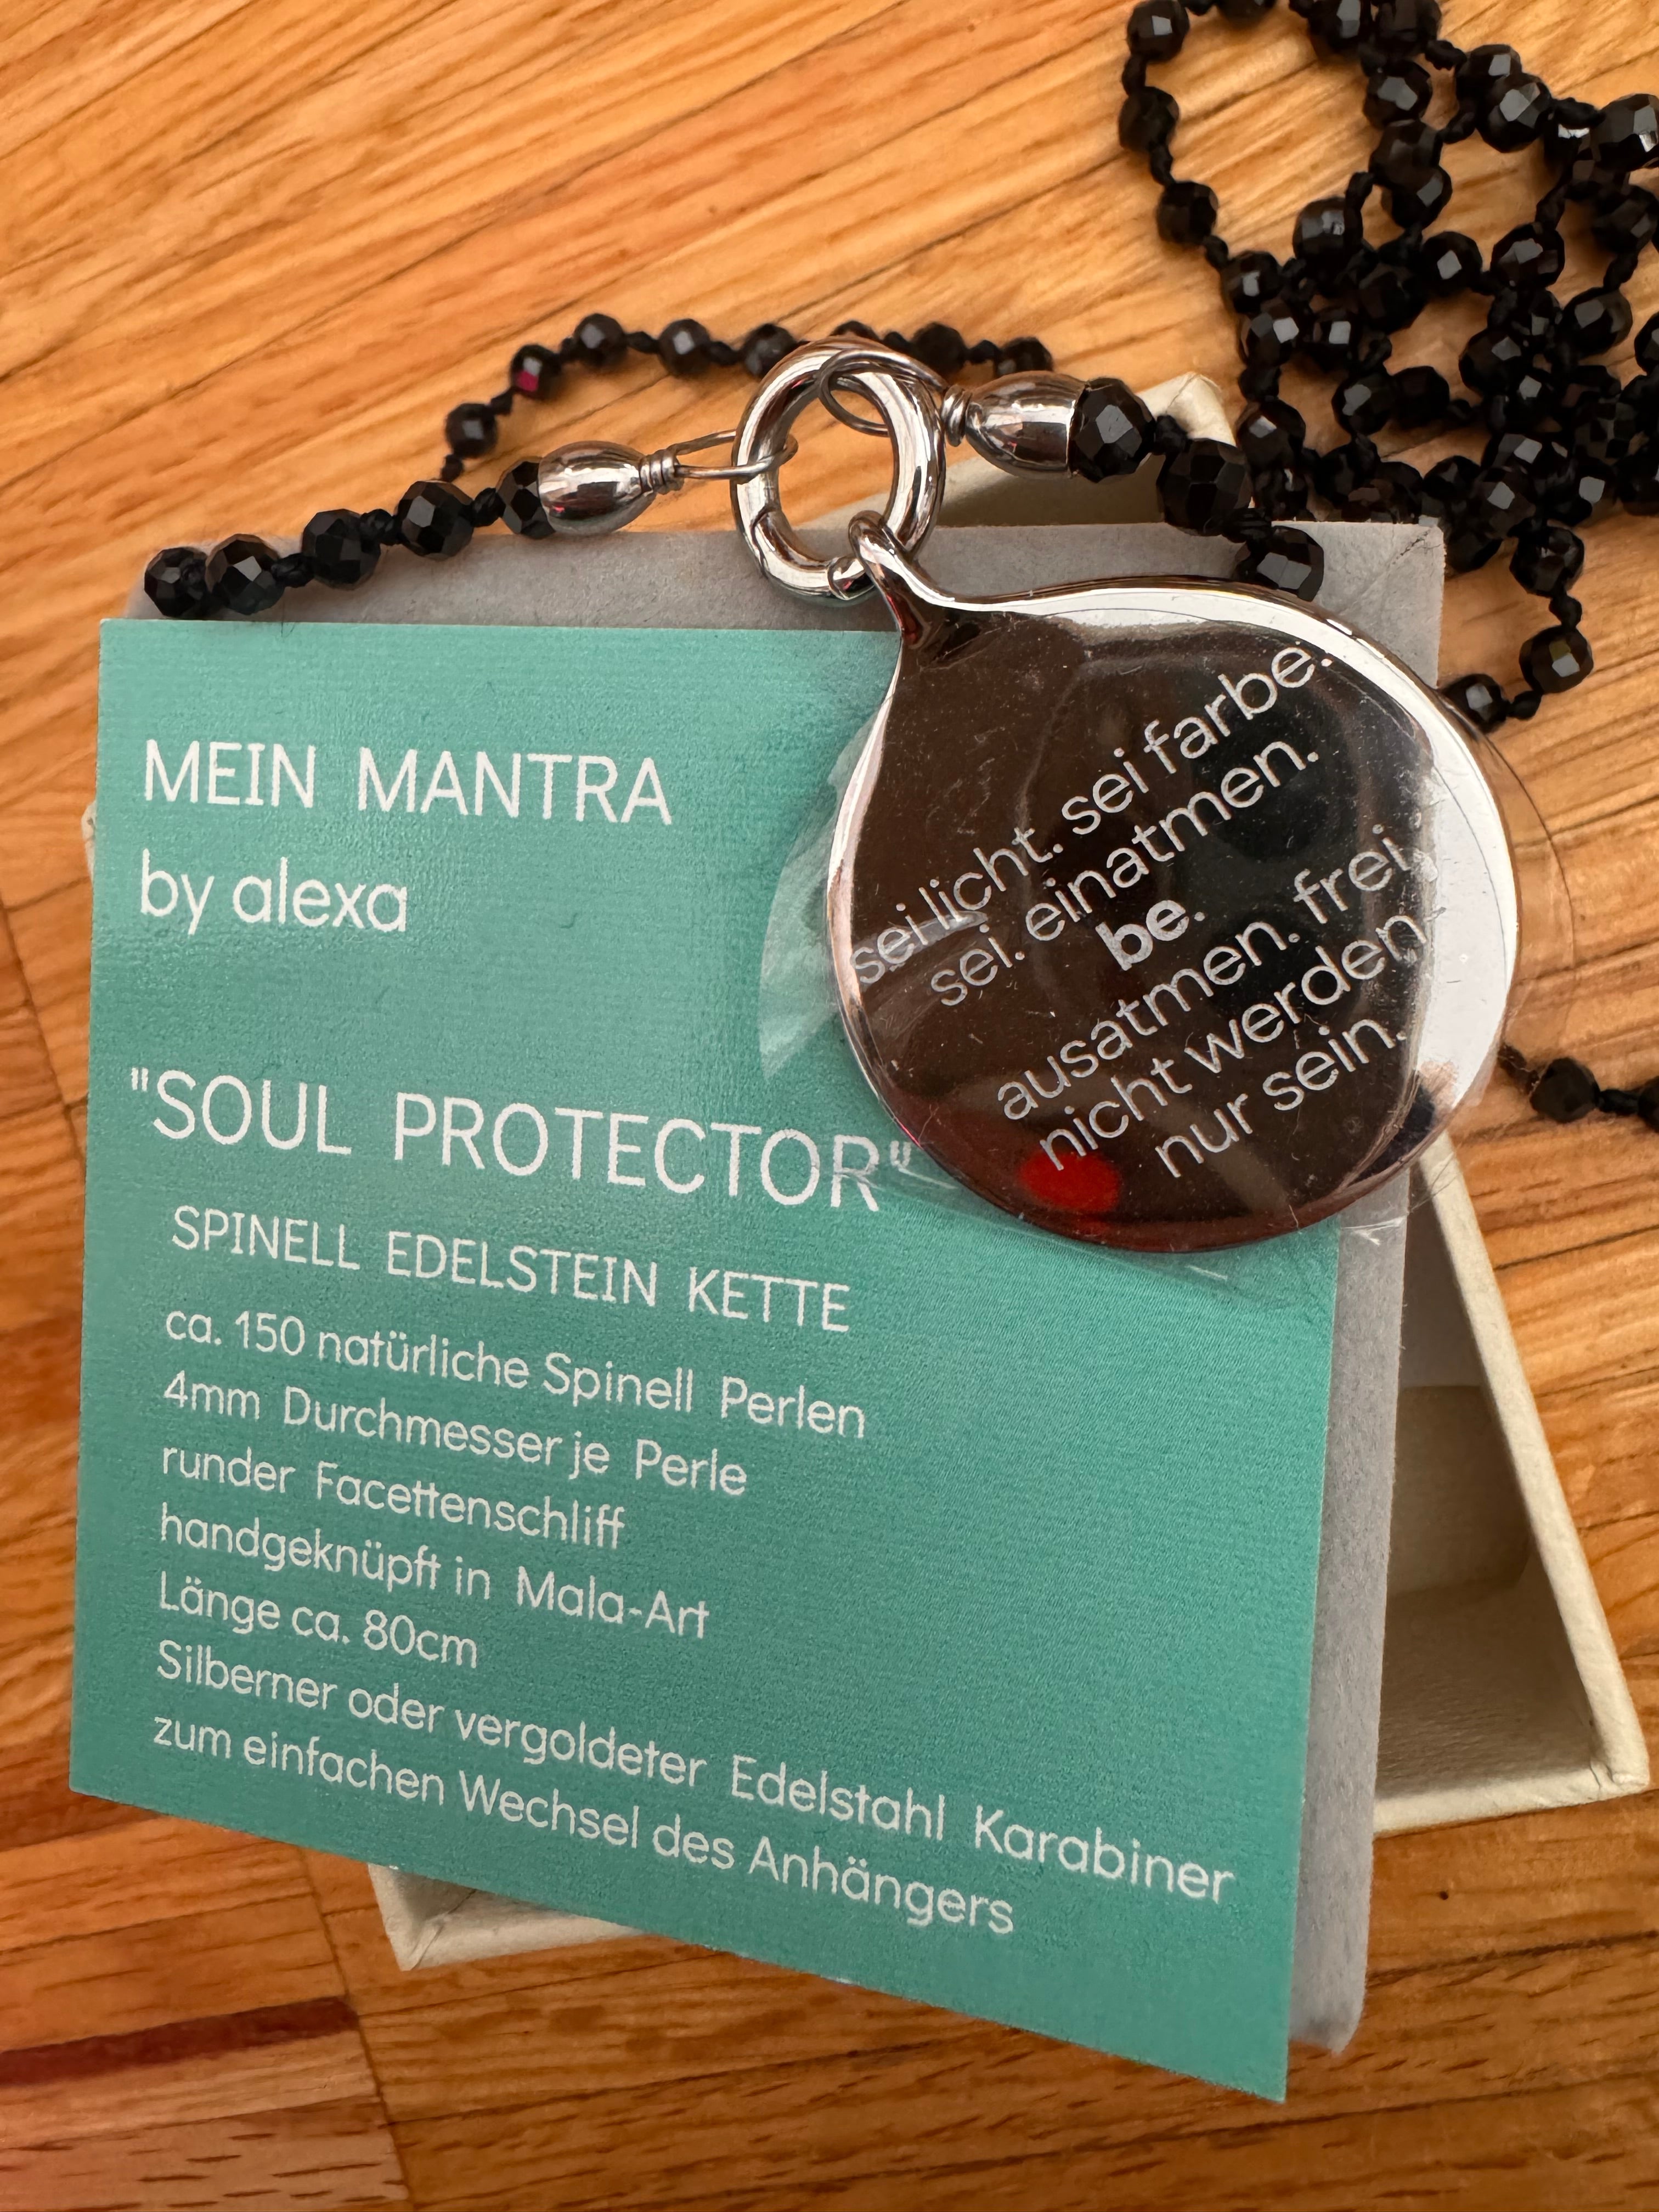 MEIN MANTRA
by alexa
"SOUL PROTECTOR"
SPINELL EDELSTEIN KETTE
ca. 150 natürliche Spinell Perlen
4mm Durchmesser je Perle
runder Facettenschliff
handgeknüpft in Mala-Art
Länge ca. 80cm
Silberner oder vergoldeter Edelstahl Karabiner
zum einfachen Wechsel des Anhängers
sei licht. sei farbe.
sei. einatmen.
be.
ausatmen. frei
nicht werden
nur sein.